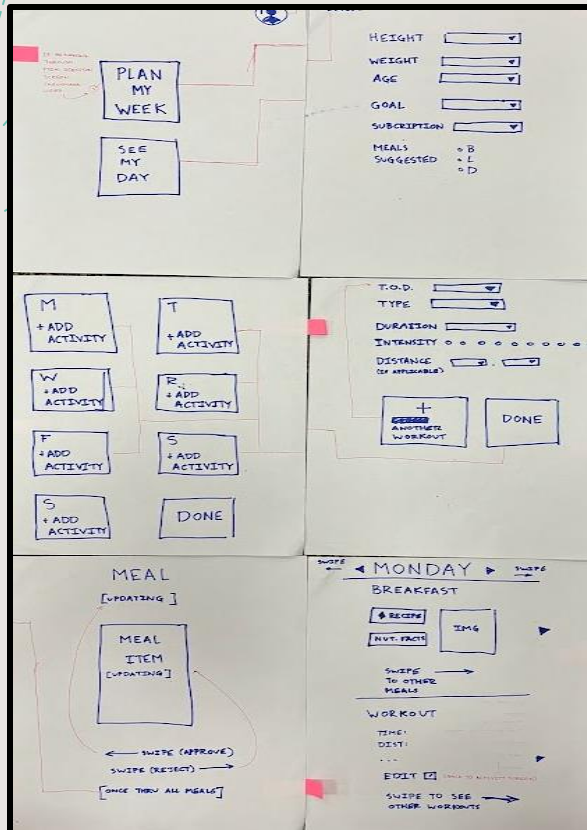 PLAN
MY
WEEK
SEE
MY
DAY
HEIGHT
WEIGHT
AGE
GOAL
SUBCRIPTION
MEALS
SUGGESTED
B
L
D
M
+ ADD
ACTIVITY
T
+ ADD
ACTIVITY
W
+ ADD
ACTIVITY
R
+ ADD
ACTIVITY
F
+ ADD
ACTIVITY
S
+ ADD
ACTIVITY
S
+ ADD
ACTIVITY
DONE
T.O.D.
TYPE
DURATION
INTENSITY
DISTANCE
(IF APPLICABLE)
+
ANOTHER
WORKOUT
DONE
MEAL
[UPDATING]
MEAL
ITEM
[UPDATING]
SWIPE (APPROVE)
SWIPE (REJECT)
[ONCE THRU ALL MEALS]
SWIPE MONDAY SWIPE
BREAKFAST
RECIPE
NUT. FACTS
IMG
SWIPE
TO OTHER
MEALS
WORKOUT
TIME:
DIST:
...
EDIT
SWIPE TO SEE
OTHER WORKOUTS